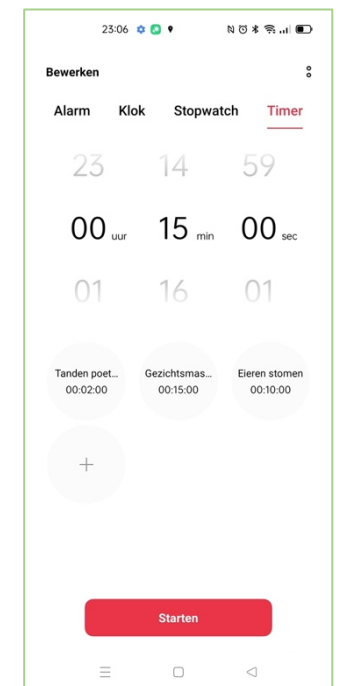 23:06
Bewerken
Alarm Klok Stopwatch Timer
23 14 59
00 uur 15 min 00 sec
01 16 01
Tanden poet... Gezichtsmas... Eieren stomen
00:02:00 00:15:00 00:10:00
+
Starten